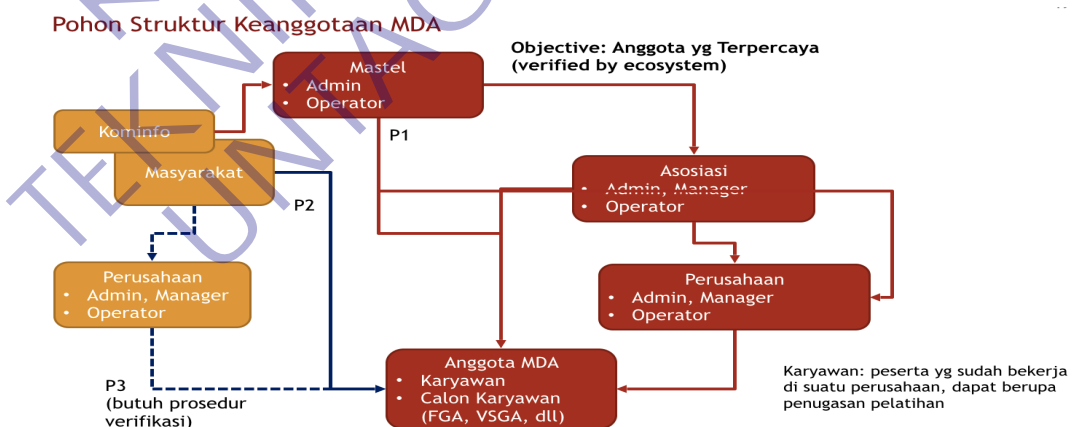 Pohon Struktur Keanggotaan MDA
Objective: Anggota yg Terpercaya
(verified by ecosystem)
Mastel
• Admin
• Operator
Kominfo
Masyarakat
P1
P2
Asosiasi
• Admin, Manager
• Operator
Perusahaan
• Admin, Manager
• Operator
Perusahaan
• Admin, Manager
• Operator
Anggota MDA
• Karyawan
• Calon Karyawan
(FGA, VSGA, dll)
P3
(butuh prosedur
verifikasi)
Karyawan: peserta yg sudah bekerja
di suatu perusahaan, dapat berupa
penugasan pelatihan
TEKNI
UNTAG